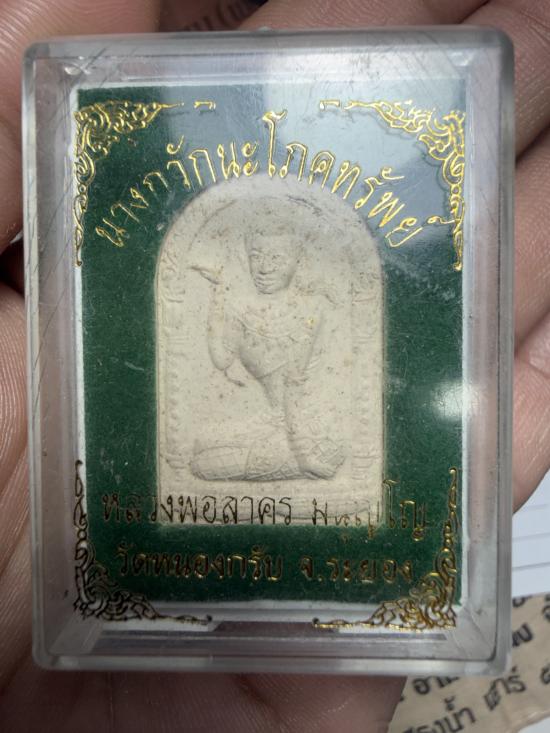 นางกวักนะโภคทรัพย์
หลวงพ่อสาคร มนุญฺโญ
วัดหนองกรับ จ.ระยอง